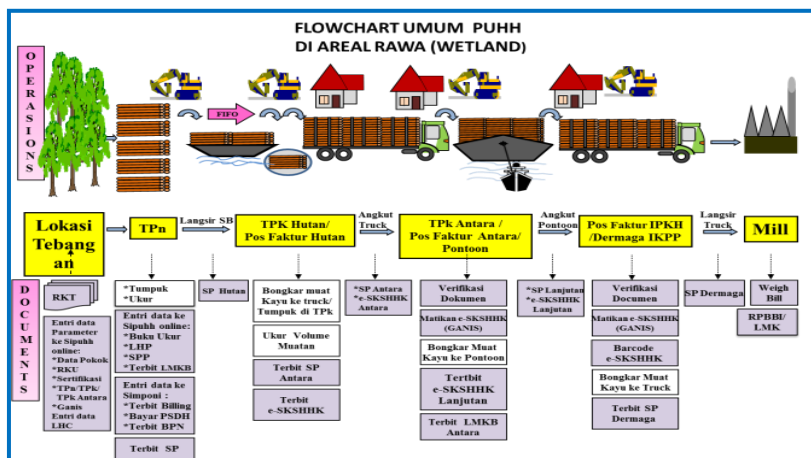 FLOWCHART UMUM PUHH
DI AREAL RAWA (WETLAND)
OPERASIONS
FIFO
Lokasi
Tebang
an
TPn
Langsir SB
TPK Hutan/
Pos Faktur Hutan
Angkut
Truck
TPk Antara /
Pos Faktur Antara/
Pontoon
Angkut
Pontoon
Pos Faktur IPKH
/Dermaga IKPP
Langsir
Truck
Mill
DOCUMENTS
RKT
Entri data
Parameter
ke Sipuhh
online:
*Data Pokok
*RKU
*Sertifikasi
*TPn/TPk/
TPk Antara
*Ganis
Entri data
LHC
*Tumpuk
*Ukur
Entri data ke
Sipuhh online:
*Buku Ukur
*LHP
*SPP
*Terbit LMKB
Entri data ke
Simponi :
*Terbit Billing
*Bayar PSDH
*Terbit BPN
Terbit SP
SP Hutan
Bongkar muat
Kayu ke truck/
Tumpuk di TPk
Ukur Volume
Muatan
Terbit SP
Antara
Terbit
e-SKSHHK
*SP Antara
*e-SKSHHK
Antara
Verifikasi
Dokumen
Matikan e-SKSHHK
(GANIS)
Bongkar Muat
Kayu ke Pontoon
Tertbit
e-SKSHHK
Lanjutan
Terbit LMKB
Antara
*SP Lanjutan
*e-SKSHHK
Lanjutan
Verifikasi
Documen
Matikan e-SKSHHK
(GANIS)
Barcode
e-SKSHHK
Bongkar Muat
Kayu ke Truck
Terbit SP
Dermaga
SP Dermaga
Weigh
Bill
RPBBI/
LMK